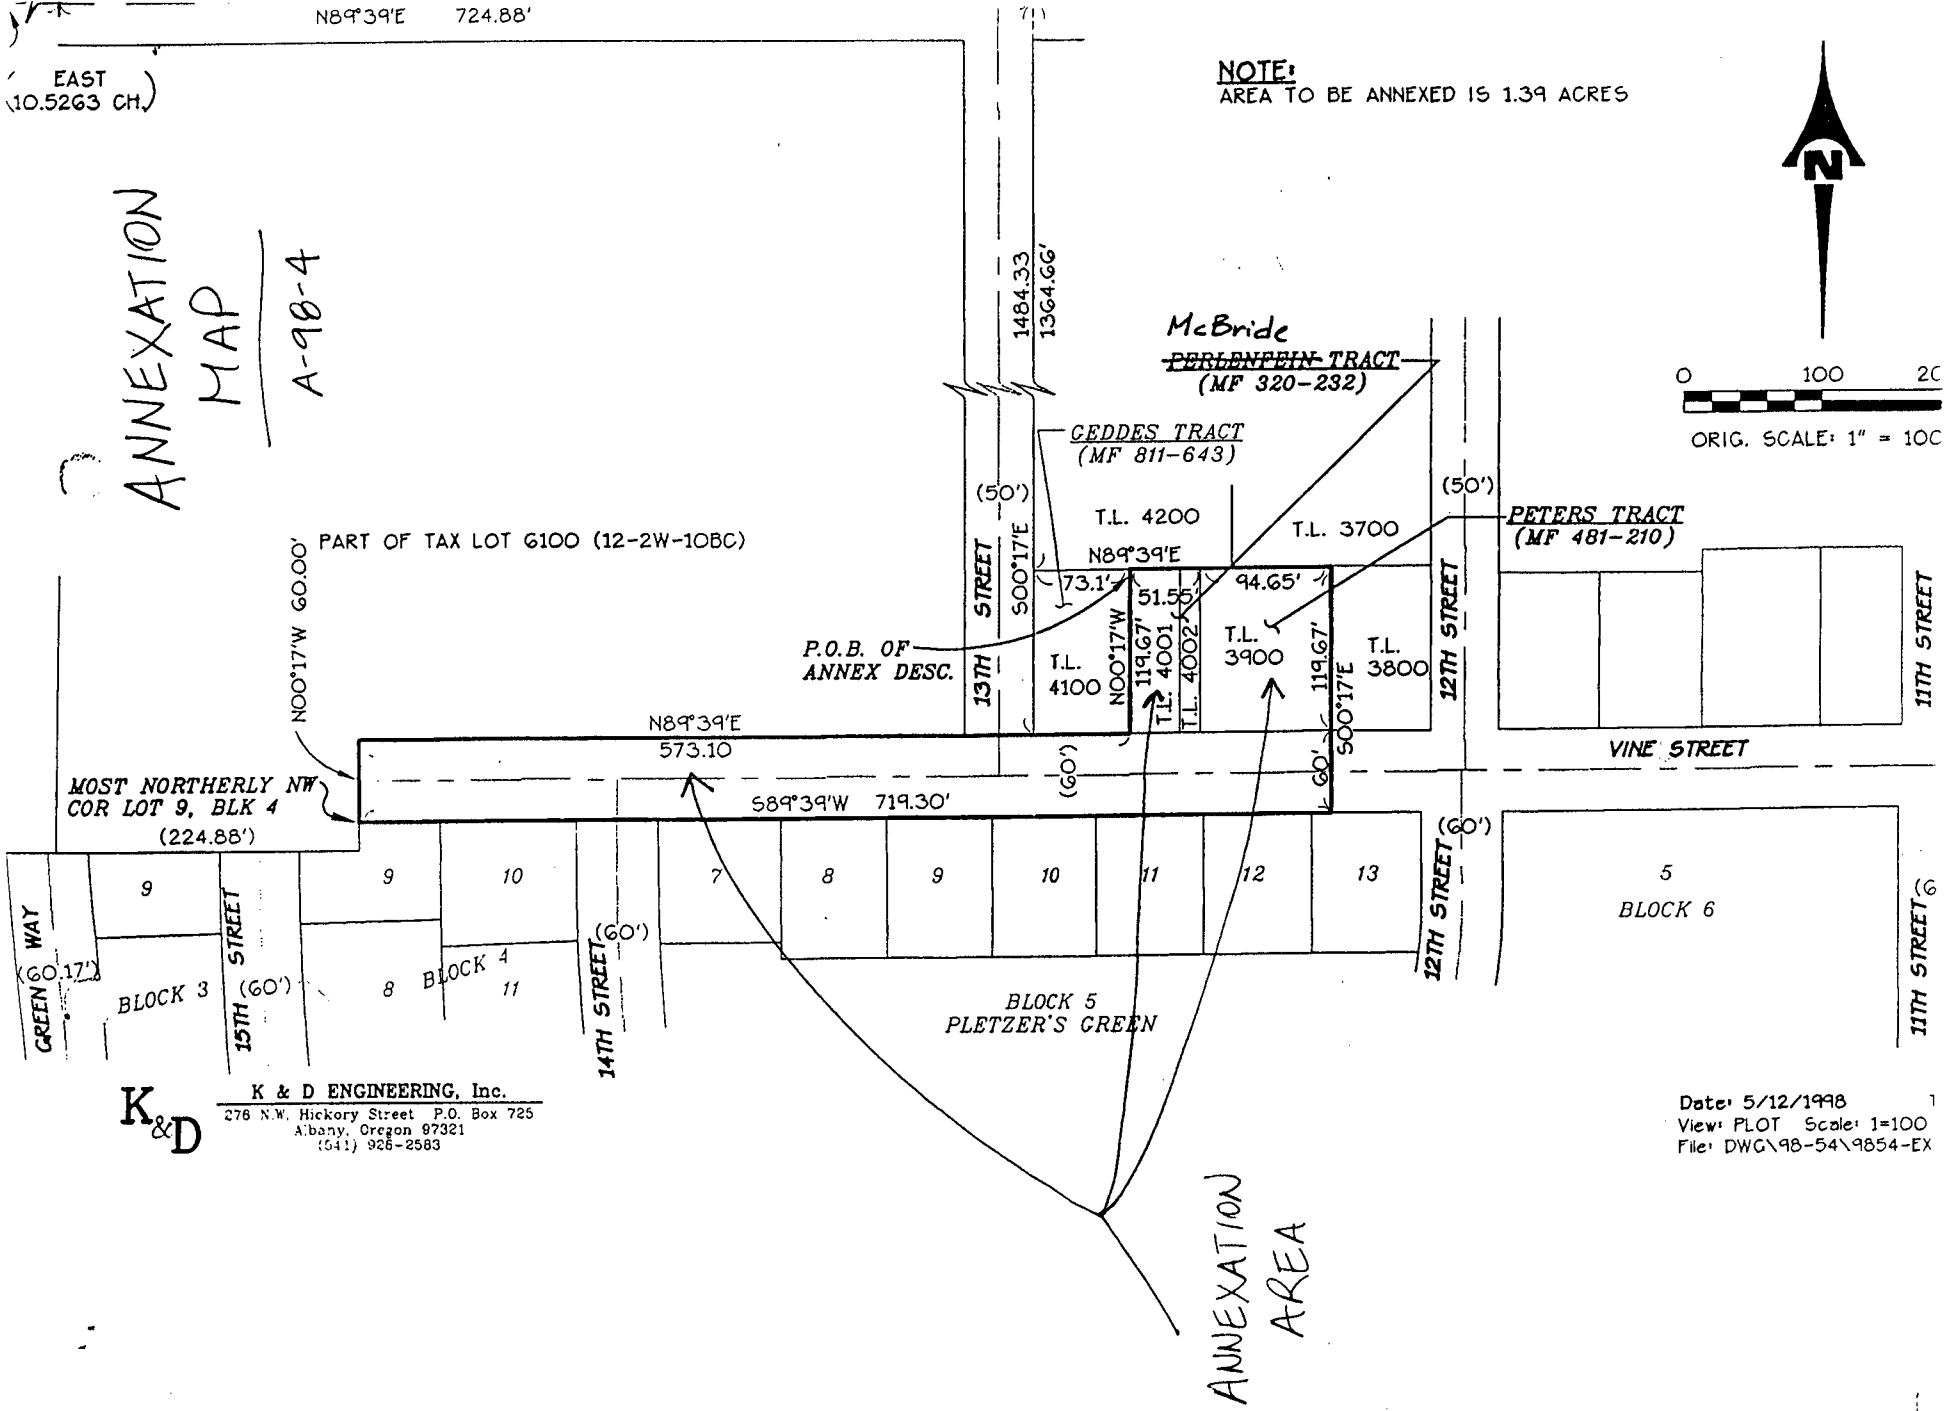 N89°39'E 724.88'
EAST
(10.5263 CH.)
NOTE:
AREA TO BE ANNEXED IS 1.39 ACRES
N
ANNEXATION
MAP
A-98-4
1484.33
1364.66'
McBride
PERLENFEIN TRACT
(MF 320-232)
0 100
ORIG. SCALE: 1" = 100
GEDDES TRACT
(MF 811-643)
(50')
(50')
T.L. 4200
T.L. 3700
PETERS TRACT
(MF 481-210)
PART OF TAX LOT 6100 (12-2W-10BC)
N00°17'W 60.00'
13TH STREET
S00°17'E
N89°39'E
73.1'
51.55'
94.65'
12TH STREET
11TH STREET
P.O.B. OF
ANNEX DESC.
T.L.
4100
N00°17'W
119.67'
T.L. 4001
T.L. 4002
T.L.
3900
119.67'
S00°17'E
T.L.
3800
N89°39'E
573.10
(60')
(60')
VINE STREET
MOST NORTHERLY NW
COR LOT 9, BLK 4
(224.88')
S89°39'W 719.30'
(60')
9
9
10
7
8
9
10
11
12
13
5
BLOCK 6
GREEN WAY
(60.17')
BLOCK 3
15TH STREET
(60')
8
BLOCK 4
11
14TH STREET
(60')
BLOCK 5
PLETZER'S GREEN
12TH STREET
11TH STREET
K&D
K & D ENGINEERING, Inc.
276 N.W. Hickory Street P.O. Box 725
Albany, Oregon 97321
(541) 928-2583
Date: 5/12/1998
View: PLOT Scale: 1=100
File: DWG\98-54\9854-EX
ANNEXATION
AREA